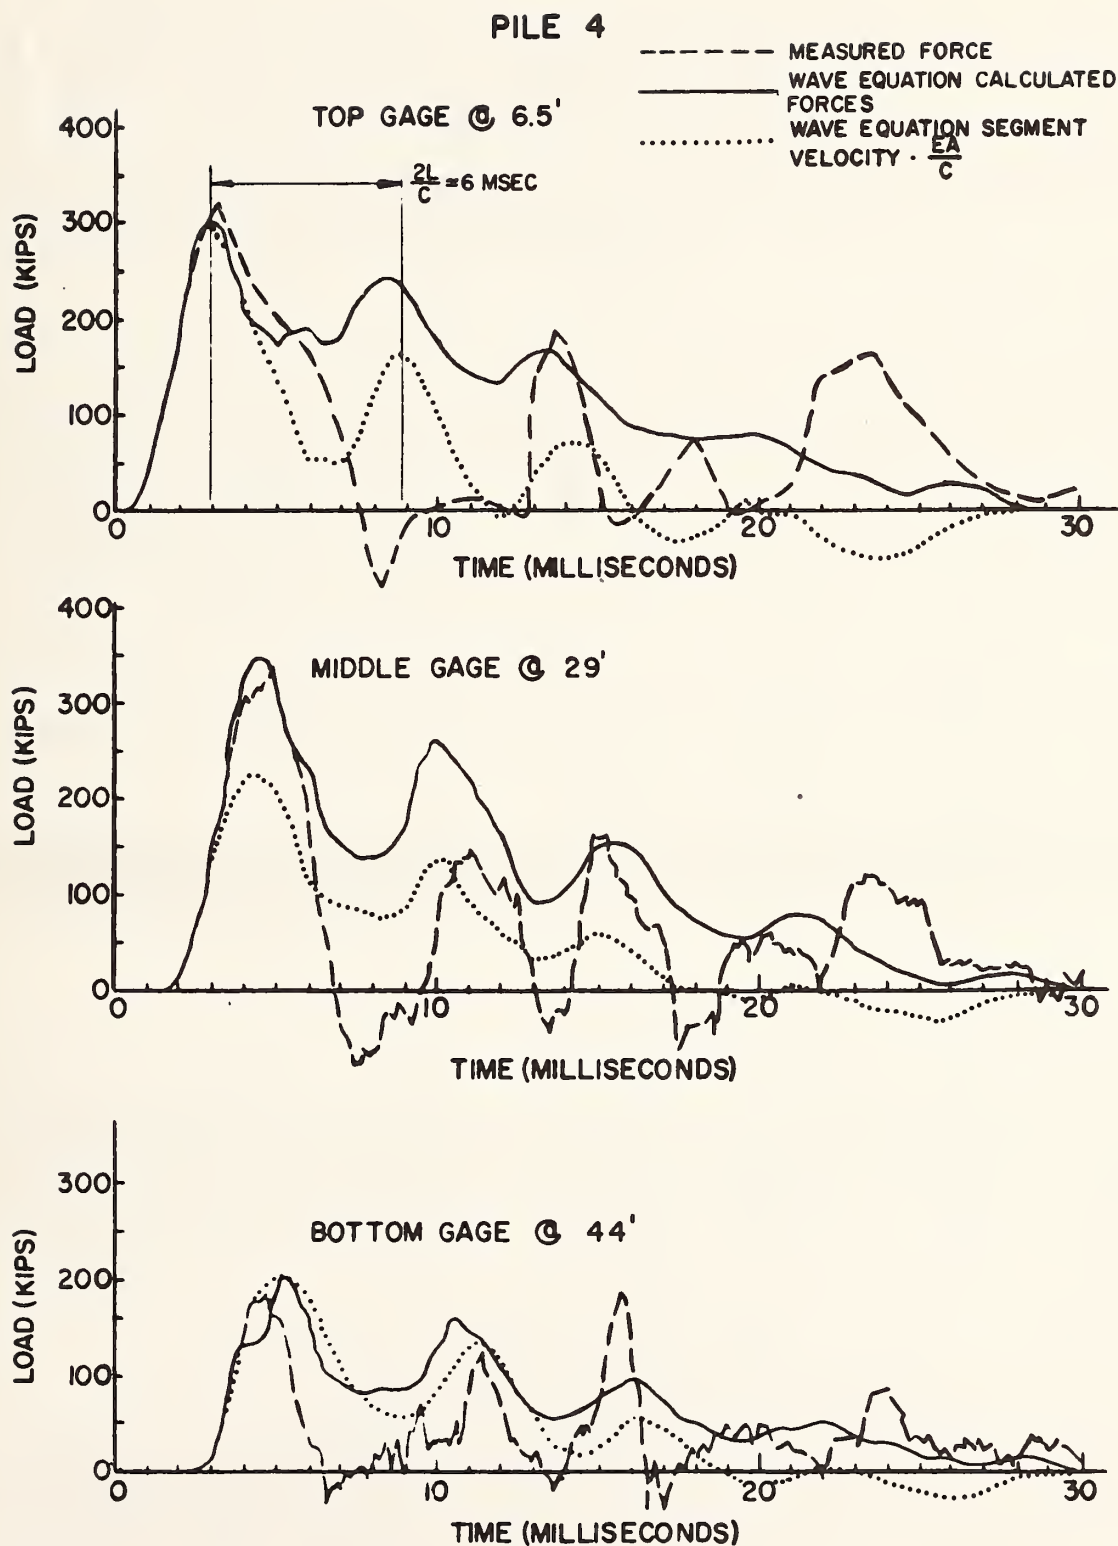 PILE 4
MEASURED FORCE
WAVE EQUATION CALCULATED
FORCES
WAVE EQUATION SEGMENT
VELOCITY · EA/C
TOP GAGE @ 6.5'
2L/C ≃ 6 MSEC
LOAD (KIPS)
400
300
200
100
0
0 10 20 30
TIME (MILLISECONDS)
MIDDLE GAGE @ 29'
LOAD (KIPS)
400
300
200
100
0
0 10 20 30
TIME (MILLISECONDS)
BOTTOM GAGE @ 44'
LOAD (KIPS)
300
200
100
0
0 10 20 30
TIME (MILLISECONDS)